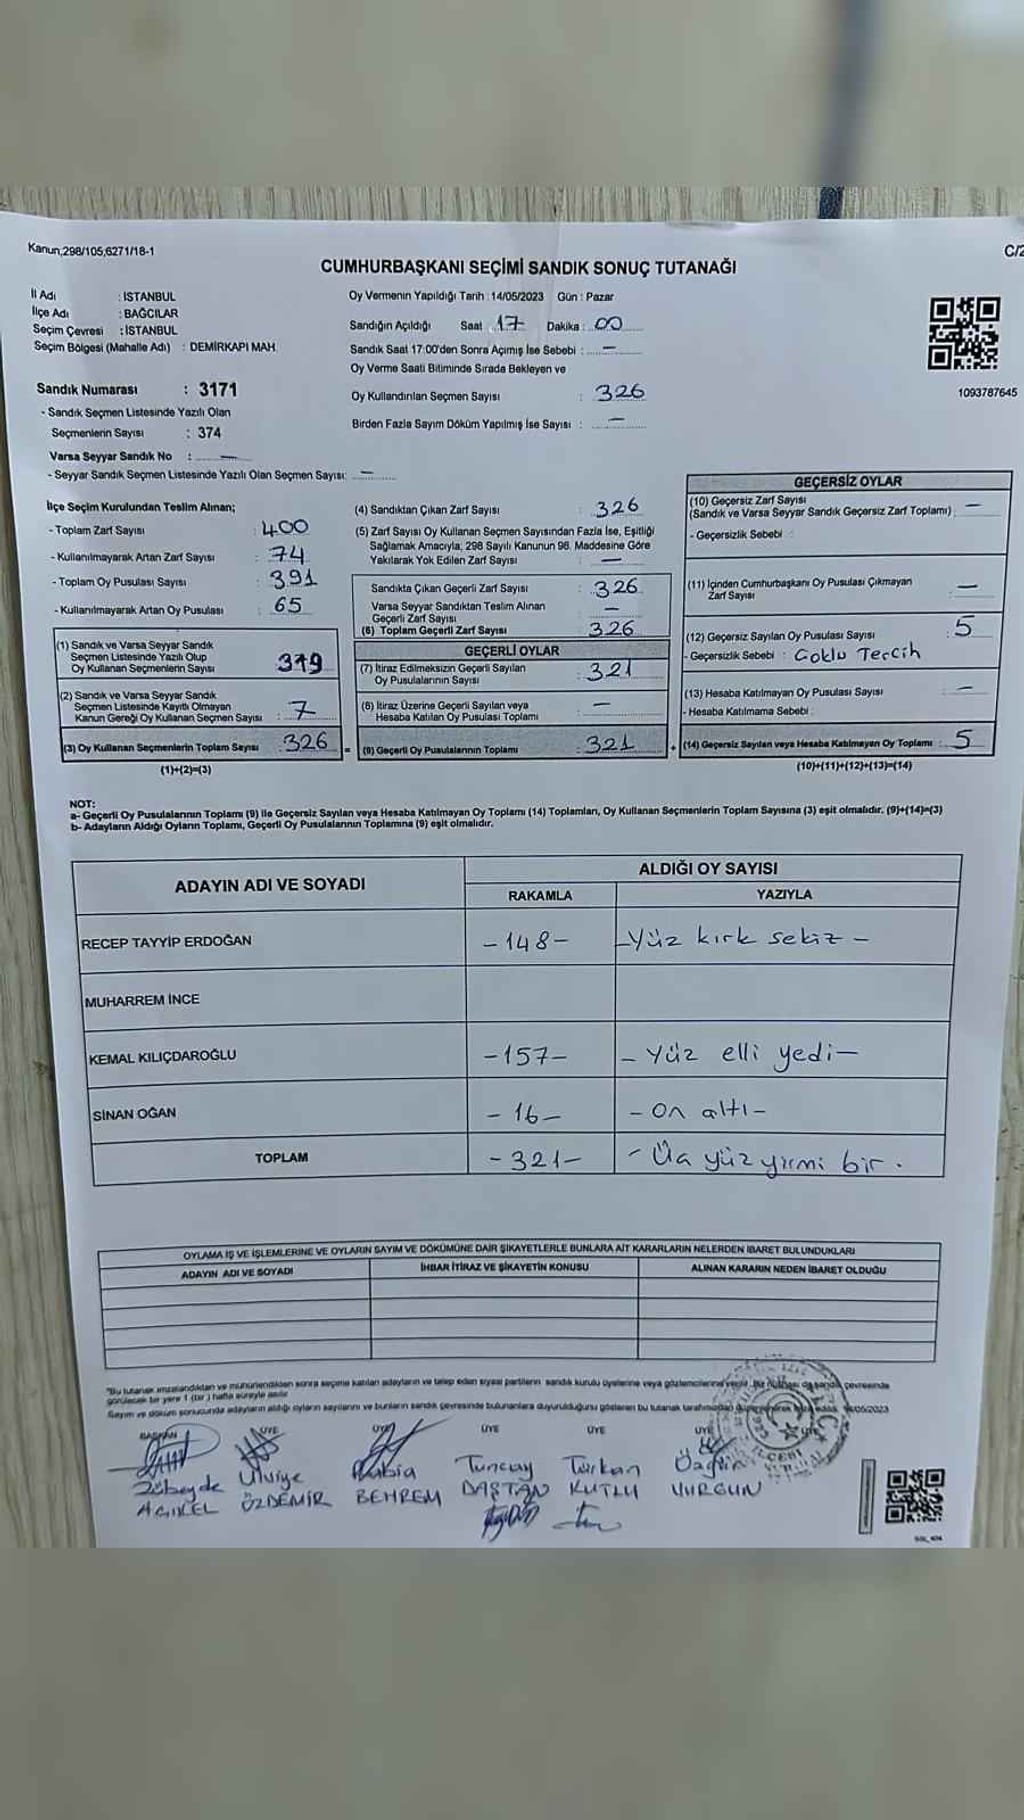 Kanun;298/105,6271/18-1
C/2
CUMHURBAŞKANI SEÇİMİ SANDIK SONUÇ TUTANAĞI
İl Adı : İSTANBUL
İlçe Adı : BAĞCILAR
Seçim Çevresi : İSTANBUL
Seçim Bölgesi (Mahalle Adı) : DEMİRKAPI MAH.
Sandık Numarası : 3171
- Sandık Seçmen Listesinde Yazılı Olan
Seçmenlerin Sayısı : 374
Varsa Seyyar Sandık No : —
- Seyyar Sandık Seçmen Listesinde Yazılı Olan Seçmen Sayısı: —
Oy Vermenin Yapıldığı Tarih : 14/05/2023 Gün : Pazar
Sandığın Açıldığı Saat 17 Dakika : 00
Sandık Saat 17:00'den Sonra Açımış İse Sebebi : —
Oy Verme Saati Bitiminde Sırada Bekleyen ve
Oy Kullandırılan Seçmen Sayısı : 326
Birden Fazla Sayım Döküm Yapılmış İse Sayısı : —
1093787645
İlçe Seçim Kurulundan Teslim Alınan;
- Toplam Zarf Sayısı : 400
- Kullanılmayarak Artan Zarf Sayısı : 74
- Toplam Oy Pusulası Sayısı : 391
- Kullanılmayarak Artan Oy Pusulası : 65
(1) Sandık ve Varsa Seyyar Sandık
Seçmen Listesinde Yazılı Olup
Oy Kullanan Seçmenlerin Sayısı : 319
(2) Sandık ve Varsa Seyyar Sandık
Seçmen Listesinde Kayıtlı Olmayan
Kanun Gereği Oy Kullanan Seçmen Sayısı : 7
(3) Oy Kullanan Seçmenlerin Toplam Sayısı : 326
(1)+(2)=(3)
(4) Sandıktan Çıkan Zarf Sayısı : 326
(5) Zarf Sayısı Oy Kullanan Seçmen Sayısından Fazla İse, Eşitliği
Sağlamak Amacıyla, 298 Sayılı Kanunun 98. Maddesine Göre
Yakılarak Yok Edilen Zarf Sayısı : —
Sandıkta Çıkan Geçerli Zarf Sayısı : 326
Varsa Seyyar Sandıktan Teslim Alınan
Geçerli Zarf Sayısı : —
(6) Toplam Geçerli Zarf Sayısı : 326
GEÇERLİ OYLAR
(7) İtiraz Edilmeksizin Geçerli Sayılan
Oy Pusulalarının Sayısı : 321
(8) İtiraz Üzerine Geçerli Sayılan veya
Hesaba Katılan Oy Pusulası Toplamı : —
= (9) Geçerli Oy Pusulalarının Toplamı : 321
GEÇERSİZ OYLAR
(10) Geçersiz Zarf Sayısı
(Sandık ve Varsa Seyyar Sandık Geçersiz Zarf Toplamı) : —
- Geçersizlik Sebebi :
(11) İçinden Cumhurbaşkanı Oy Pusulası Çıkmayan
Zarf Sayısı : —
(12) Geçersiz Sayılan Oy Pusulası Sayısı : 5
- Geçersizlik Sebebi : Çoklu Tercih
(13) Hesaba Katılmayan Oy Pusulası Sayısı : —
- Hesaba Katılmama Sebebi :
+ (14) Geçersiz Sayılan veya Hesaba Katılmayan Oy Toplamı : 5
(10)+(11)+(12)+(13)=(14)
NOT:
a- Geçerli Oy Pusulalarının Toplamı (9) ile Geçersiz Sayılan veya Hesaba Katılmayan Oy Toplamı (14) Toplamları, Oy Kullanan Seçmenlerin Toplam Sayısına (3) eşit olmalıdır. (9)+(14)=(3)
b- Adayların Aldığı Oyların Toplamı, Geçerli Oy Pusulalarının Toplamına (9) eşit olmalıdır.
ADAYIN ADI VE SOYADI
ALDIĞI OY SAYISI
RAKAMLA YAZIYLA
RECEP TAYYİP ERDOĞAN -148- -Yüz kırk sekiz-
MUHARREM İNCE
KEMAL KILIÇDAROĞLU -157- -Yüz elli yedi-
SİNAN OĞAN -16- -On altı-
TOPLAM -321- -Üç yüz yirmi bir.
OYLAMA İŞ VE İŞLEMLERİNE VE OYLARIN SAYIM VE DÖKÜMÜNE DAİR ŞİKAYETLERLE BUNLARA AİT KARARLARIN NELERDEN İBARET BULUNDUKLARI
ADAYIN ADI VE SOYADI İHBAR İTİRAZ VE ŞİKAYETİN KONUSU ALINAN KARARIN NEDEN İBARET OLDUĞU
"Bu tutanak imzalandıktan ve mühürlendikten sonra seçime katılan adayların ve talep eden siyasi partilerin sandık kurulu üyelerine veya gözlemcilerine verilir. Bir nüshası da sandık çevresinde
görülecek bir yere 1 (bir) hafta süreyle asılır
Sayım ve döküm sonucunda adayların aldığı oyların sayılarını ve bunların sandık çevresinde bulunanlara duyurulduğunu gösteren bu tutanak tarafımızdan
BAŞKAN ÜYE ÜYE ÜYE ÜYE ÜYE
Zübeyde Ulviye Rabia Tuncay Türkan Özgür
AÇIKEL ÖZDEMİR BEHREM DAŞTAN KUTLU VURGUN